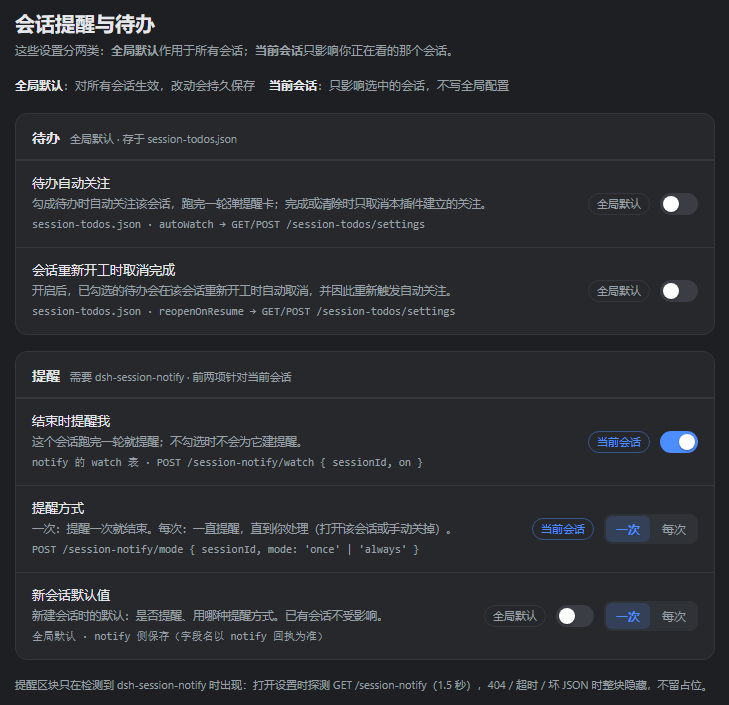 会话提醒与待办
这些设置分两类：全局默认作用于所有会话；当前会话只影响你正在看的那个会话。
全局默认：对所有会话生效，改动会持久保存 当前会话：只影响选中的会话，不写全局配置
待办 全局默认 · 存于 session-todos.json
待办自动关注
勾成待办时自动关注该会话，跑完一轮弹提醒卡；完成或清除时只取消本插件建立的关注。
全局默认
session-todos.json · autoWatch → GET/POST /session-todos/settings
会话重新开工时取消完成
开启后，已勾选的待办会在该会话重新开工时自动取消，并因此重新触发自动关注。
全局默认
session-todos.json · reopenOnResume → GET/POST /session-todos/settings
提醒 需要 dsh-session-notify · 前两项针对当前会话
结束时提醒我
这个会话跑完一轮就提醒；不勾选时不会为它建提醒。
当前会话
notify 的 watch 表 · POST /session-notify/watch { sessionId, on }
提醒方式
一次：提醒一次就结束。每次：一直提醒，直到你处理（打开该会话或手动关掉）。
当前会话 一次 每次
POST /session-notify/mode { sessionId, mode: 'once' | 'always' }
新会话默认值
新建会话时的默认：是否提醒、用哪种提醒方式。已有会话不受影响。
全局默认 一次 每次
全局默认 · notify 侧保存（字段名以 notify 回执为准）
提醒区块只在检测到 dsh-session-notify 时出现：打开设置时探测 GET /session-notify（1.5 秒），404 / 超时 / 坏 JSON 时整块隐藏，不留占位。